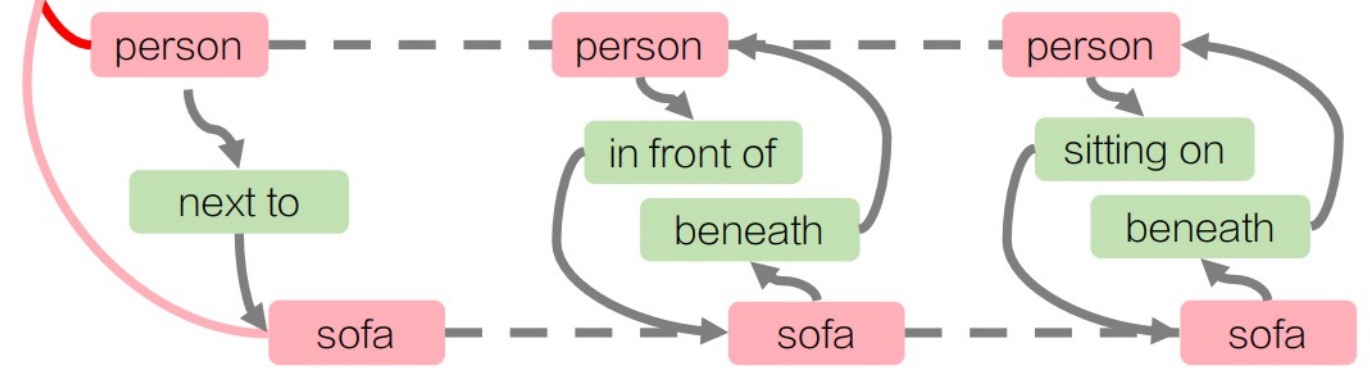 person person person
in front of sitting on
next to beneath beneath
sofa sofa sofa